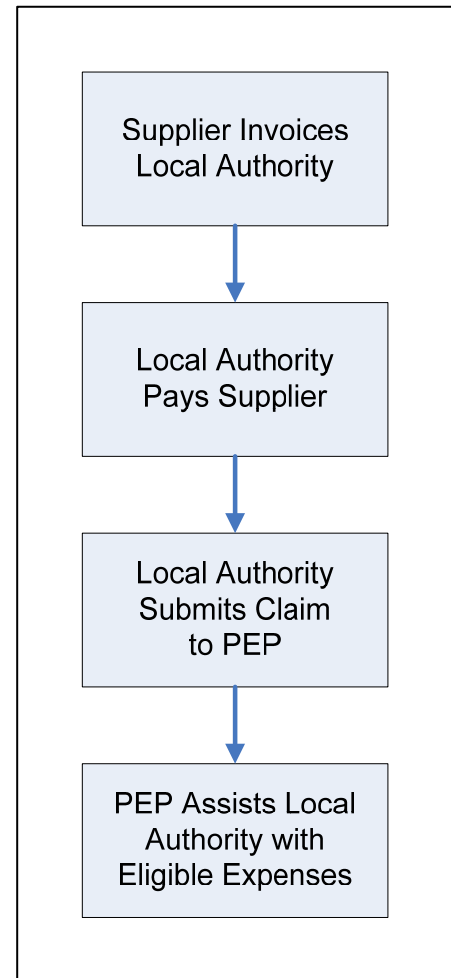 Supplier Invoices
Local Authority
Local Authority
Pays Supplier
Local Authority
Submits Claim
to PEP
PEP Assists Local
Authority with
Eligible Expenses